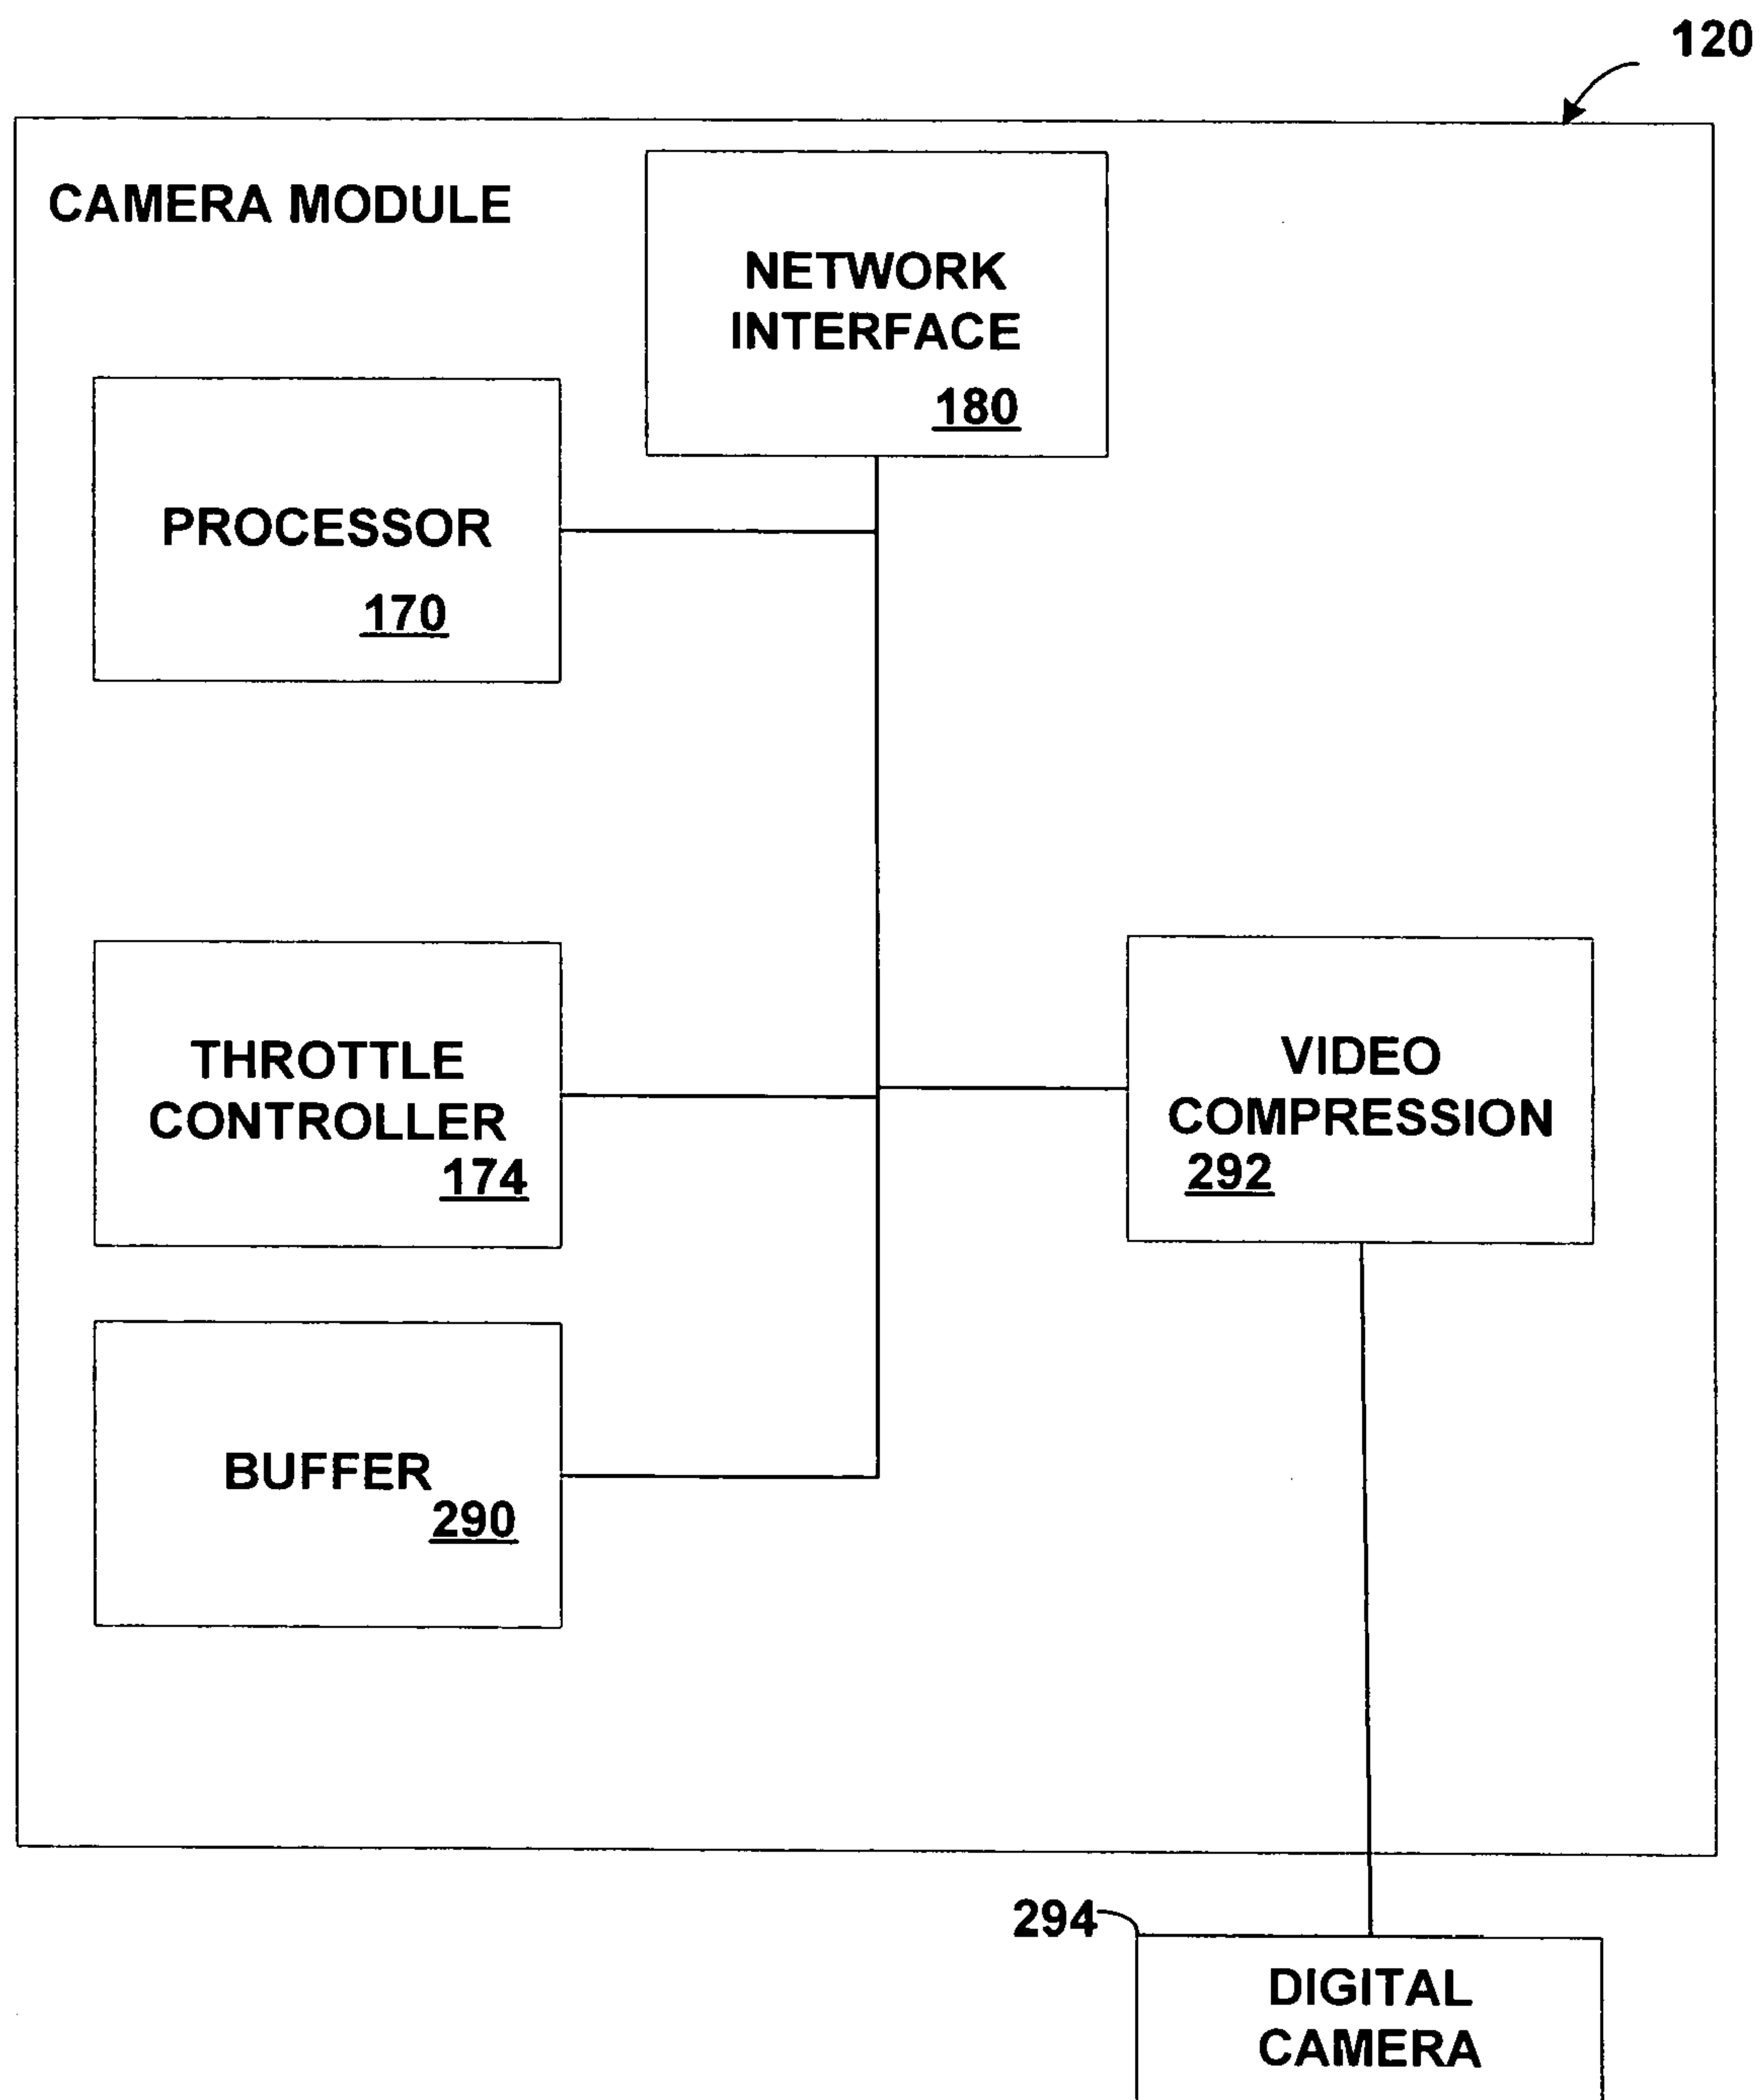 120
CAMERA MODULE
NETWORK
INTERFACE
180
PROCESSOR
170
THROTTLE
CONTROLLER
174
VIDEO
COMPRESSION
292
BUFFER
290
294
DIGITAL
CAMERA